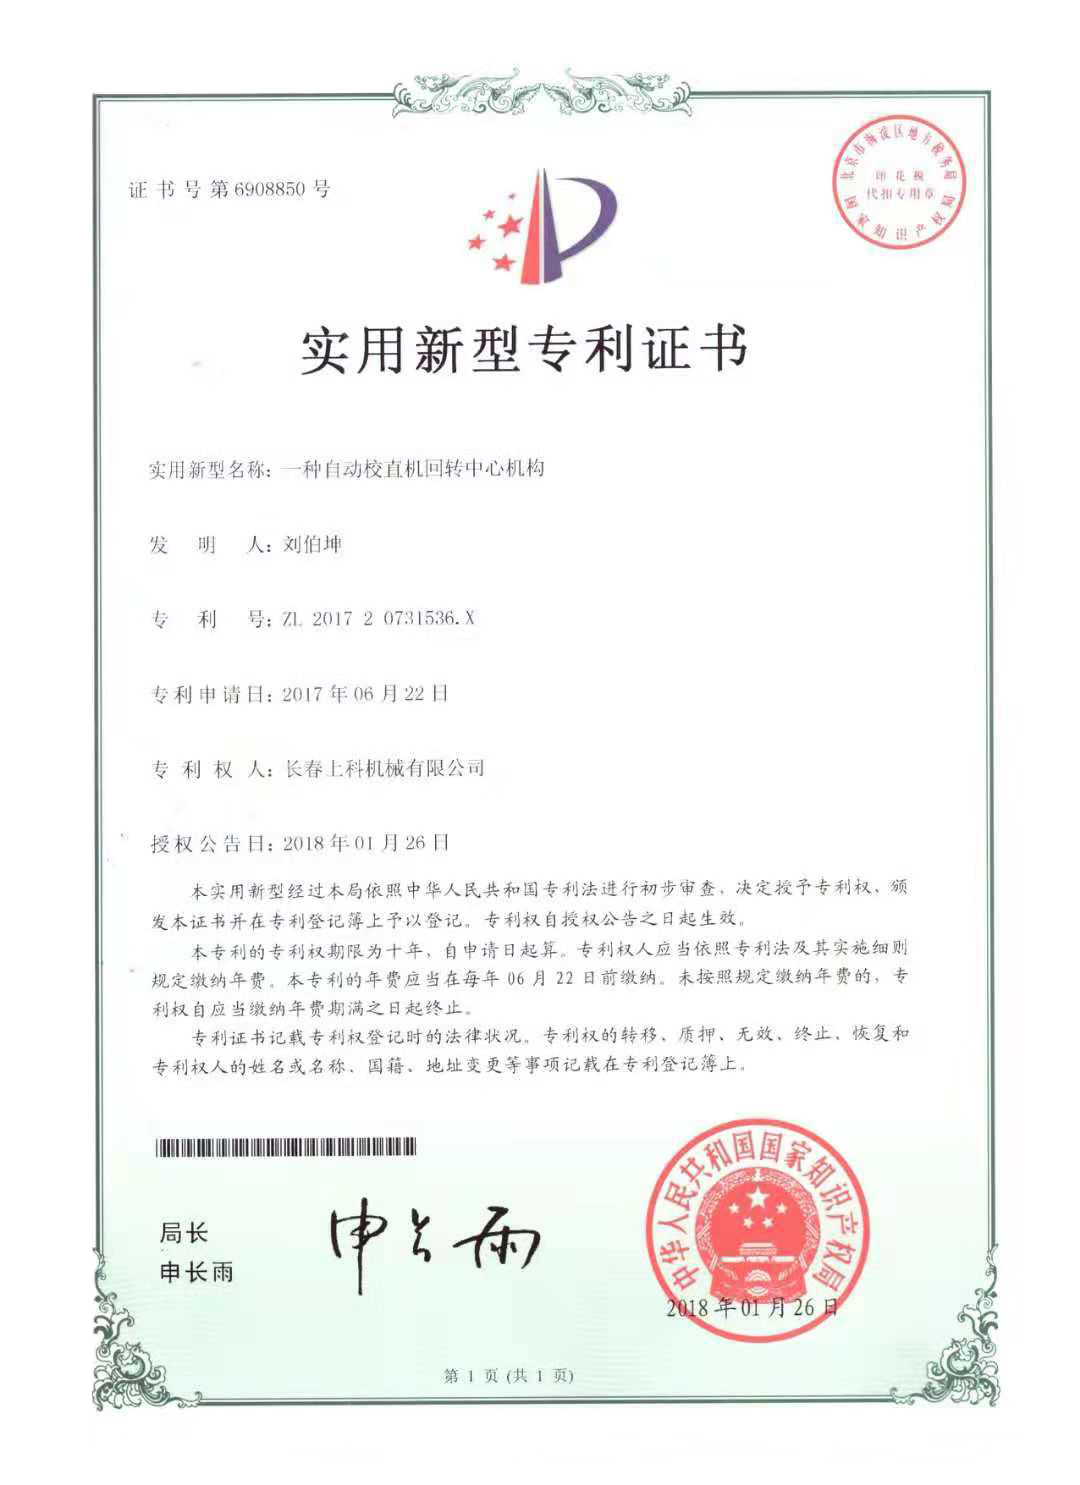 证书号第6908850号
北京市海淀区地方税务局
印花税
代扣专用章
国家知识产权局
实用新型专利证书
实用新型名称：一种自动校直机回转中心机构
发明人：刘伯坤
专利号：ZL 2017 2 0731536.X
专利申请日：2017年06月22日
专利权人：长春上科机械有限公司
授权公告日：2018年01月26日
本实用新型经过本局依照中华人民共和国专利法进行初步审查，决定授予专利权，颁
发本证书并在专利登记簿上予以登记。专利权自授权公告之日起生效。
本专利的专利权期限为十年，自申请日起算。专利权人应当依照专利法及其实施细则
规定缴纳年费。本专利的年费应当在每年06月22日前缴纳。未按照规定缴纳年费的，专
利权自应当缴纳年费期满之日起终止。
专利证书记载专利权登记时的法律状况。专利权的转移、质押、无效、终止、恢复和
专利权人的姓名或名称、国籍、地址变更等事项记载在专利登记簿上。
局长
申长雨
申长雨
中华人民共和国国家知识产权局
2018年01月26日
第1页(共1页)